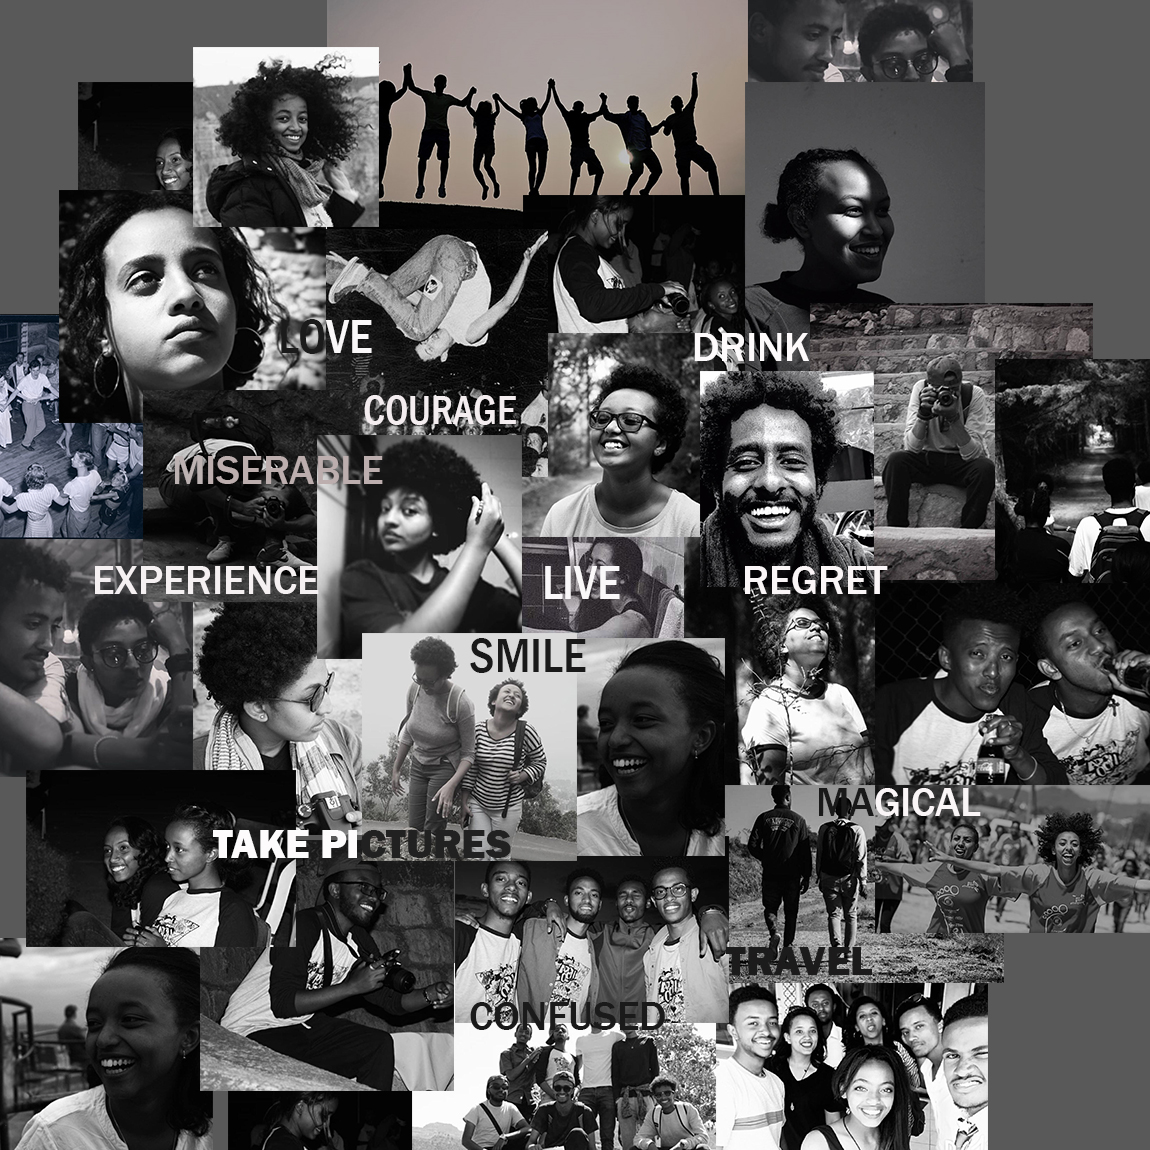 LOVE
DRINK
COURAGE
MISERABLE
EXPERIENCE
LIVE
REGRET
SMILE
MAGICAL
TAKE PICTURES
TRAVEL
CONFUSED